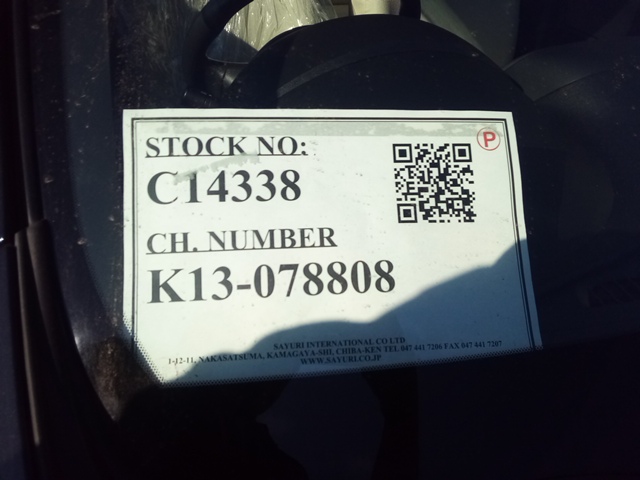 STOCK NO:
P
C14338
CH. NUMBER
K13-078808
SAYURI INTERNATIONAL CO LTD
1-12-11, NAKASATSUMA, KAMAGAYA-SHI, CHIBA-KEN TEL 047 441 7206 FAX 047 441 7207
WWW.SAYURI.CO.JP